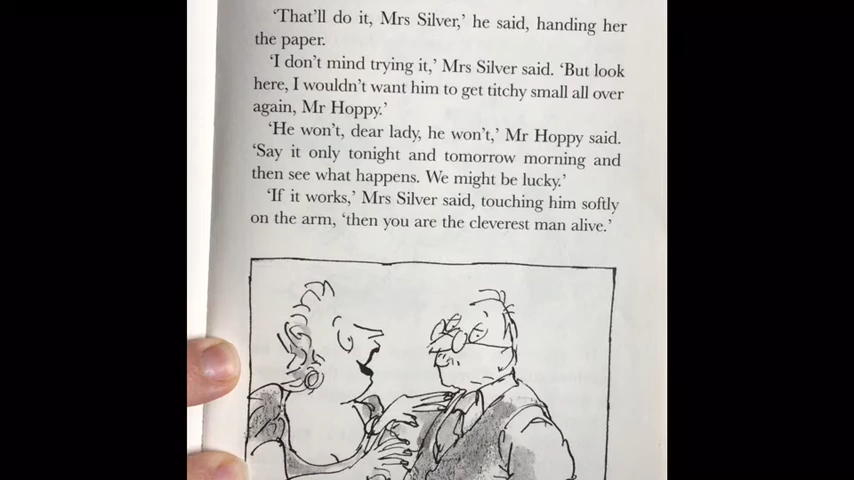 ‘That’ll do it, Mrs Silver,’ he said, handing her
the paper.
‘I don’t mind trying it,’ Mrs Silver said. ‘But look
here, I wouldn’t want him to get titchy small all over
again, Mr Hoppy.’
‘He won’t, dear lady, he won’t,’ Mr Hoppy said.
‘Say it only tonight and tomorrow morning and
then see what happens. We might be lucky.’
‘If it works,’ Mrs Silver said, touching him softly
on the arm, ‘then you are the cleverest man alive.’